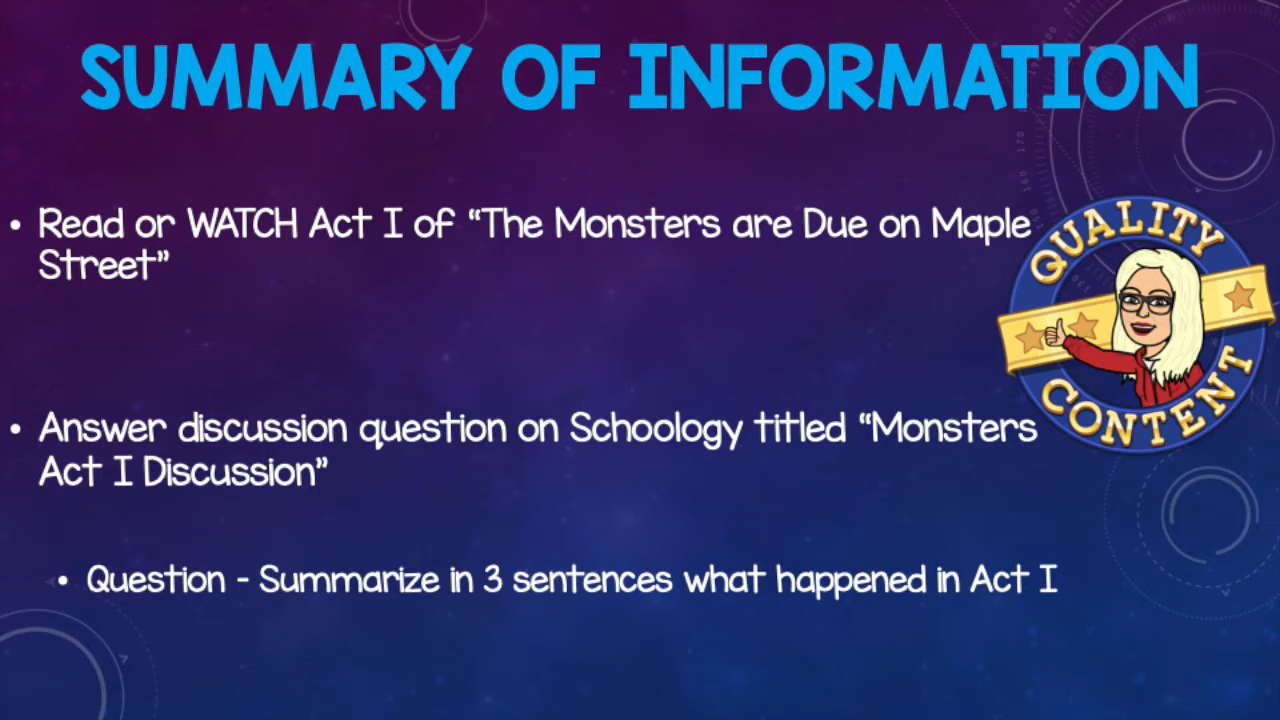 SUMMARY OF INFORMATION
• Read or WATCH Act I of “The Monsters are Due on Maple
Street”
QUALITY
CONTENT
• Answer discussion question on Schoology titled “Monsters
Act I Discussion”
• Question - Summarize in 3 sentences what happened in Act I